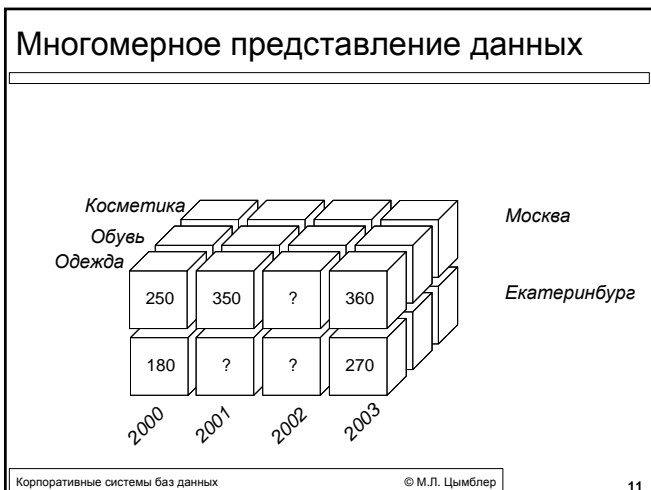 Многомерное представление данных
Косметика
Обувь
Одежда
Москва
Екатеринбург
250 350 ? 360
180 ? ? 270
2000 2001 2002 2003
Корпоративные системы баз данных © М.Л. Цымблер 11